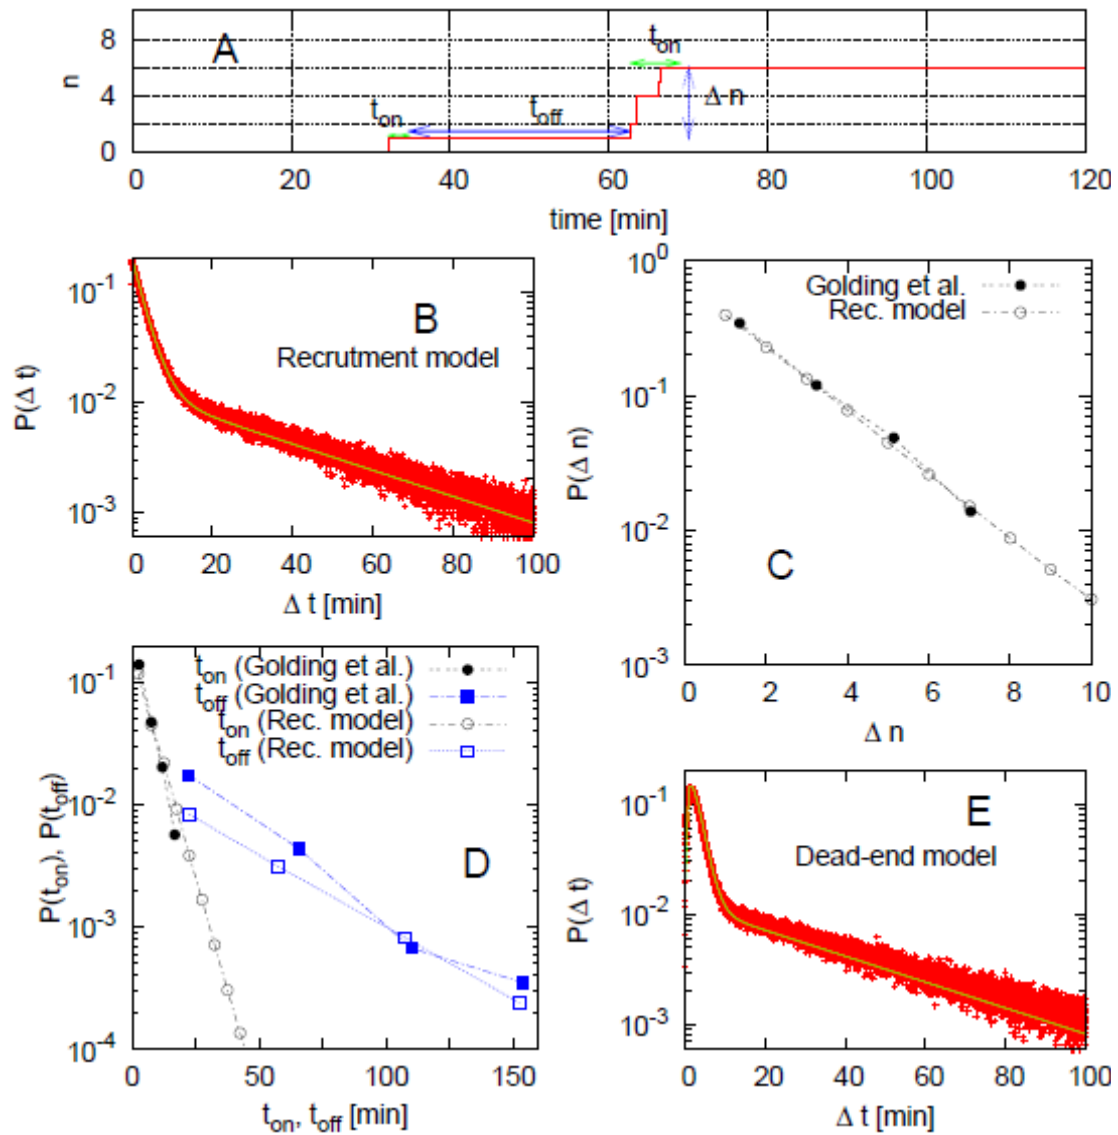 A
t_on
8
n
4
Δ n
t_on
t_off
0
0 20 40 60 80 100 120
time [min]
10^-1
B
Recrutment model
P(Δ t)
10^-2
10^-3
0 20 40 60 80 100
Δ t [min]
10^0
Golding et al.
Rec. model
10^-1
P(Δ n)
10^-2
C
10^-3
0 2 4 6 8 10
Δ n
t_on (Golding et al.)
10^-1
t_off (Golding et al.)
t_on (Rec. model)
t_off (Rec. model)
P(t_on), P(t_off)
10^-2
D
10^-3
10^-4
0 50 100 150
t_on, t_off [min]
10^-1
E
Dead-end model
P(Δ t)
10^-2
10^-3
0 20 40 60 80 100
Δ t [min]